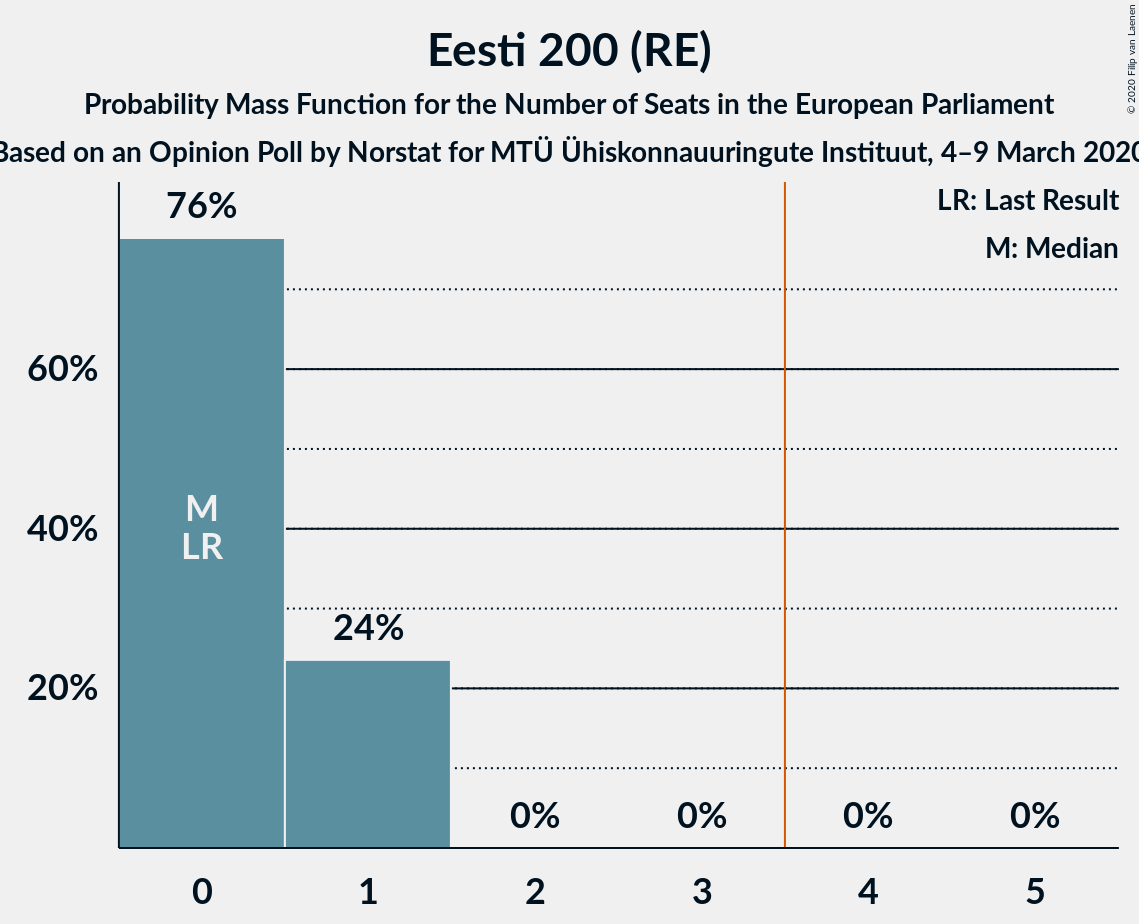 Eesti 200 (RE)
Probability Mass Function for the Number of Seats in the European Parliament
Based on an Opinion Poll by Norstat for MTÜ Ühiskonnauuringute Instituut, 4–9 March 2020
© 2020 Filip van Laenen
LR: Last Result
M: Median
76%
60%
M
40%
LR
24%
20%
0% 0% 0% 0%
0 1 2 3 4 5